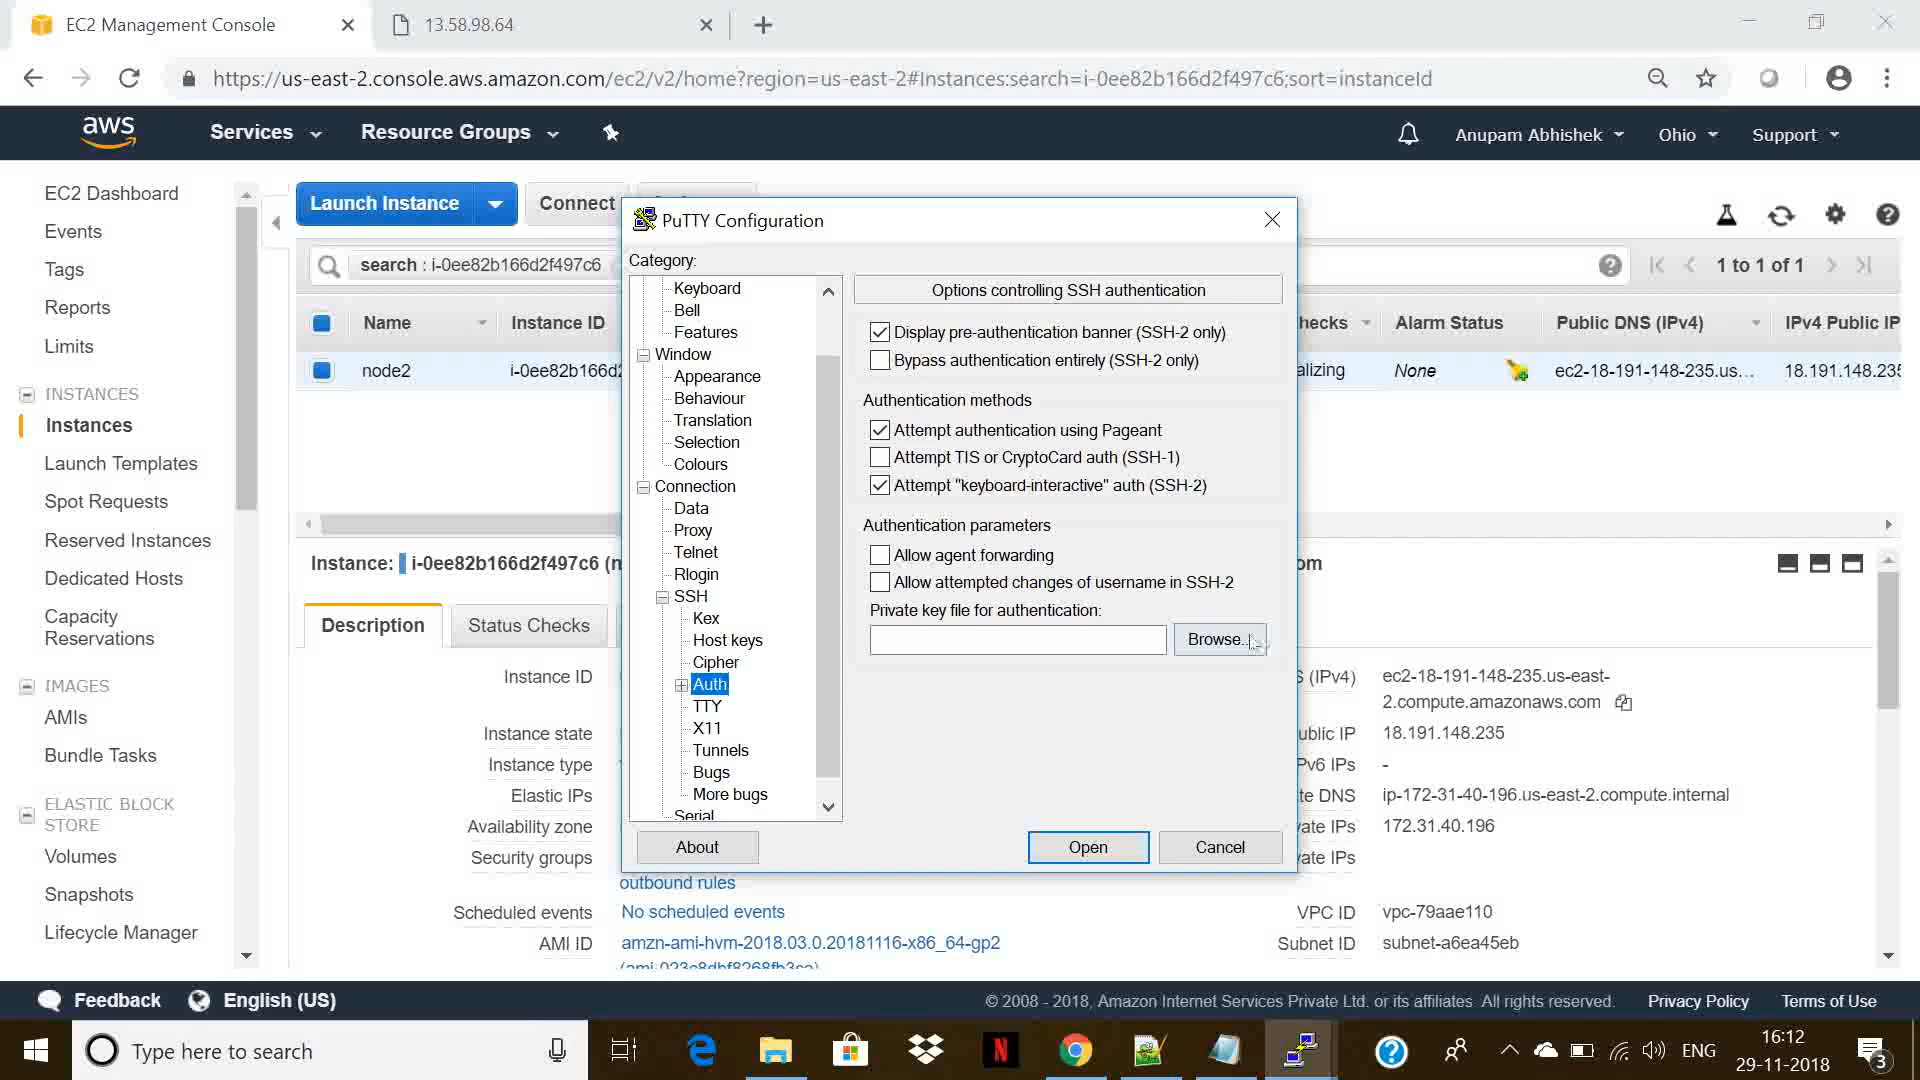 EC2 Management Console
13.58.98.64
https://us-east-2.console.aws.amazon.com/ec2/v2/home?region=us-east-2#Instances:search=i-0ee82b166d2f497c6;sort=instanceId
aws
Services
Resource Groups
Anupam Abhishek
Ohio
Support
EC2 Dashboard
Events
Tags
Reports
Limits
INSTANCES
Instances
Launch Templates
Spot Requests
Reserved Instances
Dedicated Hosts
Capacity
Reservations
IMAGES
AMIs
Bundle Tasks
ELASTIC BLOCK
STORE
Volumes
Snapshots
Lifecycle Manager
Launch Instance
Connect
search : i-0ee82b166d2f497c6
1 to 1 of 1
Name
Instance ID
hecks
Alarm Status
Public DNS (IPv4)
IPv4 Public IP
node2
i-0ee82b166d2
alizing
None
ec2-18-191-148-235.us...
18.191.148.235
Instance:
i-0ee82b166d2f497c6 (n
om
Description
Status Checks
Instance ID
Instance state
Instance type
Elastic IPs
Availability zone
Security groups
outbound rules
Scheduled events
No scheduled events
AMI ID
amzn-ami-hvm-2018.03.0.20181116-x86_64-gp2
S (IPv4)
ec2-18-191-148-235.us-east-
2.compute.amazonaws.com
ublic IP
18.191.148.235
Pv6 IPs
-
te DNS
ip-172-31-40-196.us-east-2.compute.internal
vate IPs
172.31.40.196
ate IPs
VPC ID
vpc-79aae110
Subnet ID
subnet-a6ea45eb
PuTTY Configuration
Category:
Keyboard
Bell
Features
Window
Appearance
Behaviour
Translation
Selection
Colours
Connection
Data
Proxy
Telnet
Rlogin
SSH
Kex
Host keys
Cipher
Auth
TTY
X11
Tunnels
Bugs
More bugs
Serial
Options controlling SSH authentication
Display pre-authentication banner (SSH-2 only)
Bypass authentication entirely (SSH-2 only)
Authentication methods
Attempt authentication using Pageant
Attempt TIS or CryptoCard auth (SSH-1)
Attempt "keyboard-interactive" auth (SSH-2)
Authentication parameters
Allow agent forwarding
Allow attempted changes of username in SSH-2
Private key file for authentication:
Browse...
About
Open
Cancel
Feedback
English (US)
© 2008 - 2018, Amazon Internet Services Private Ltd. or its affiliates. All rights reserved.
Privacy Policy
Terms of Use
Type here to search
N
ENG
16:12
29-11-2018
3